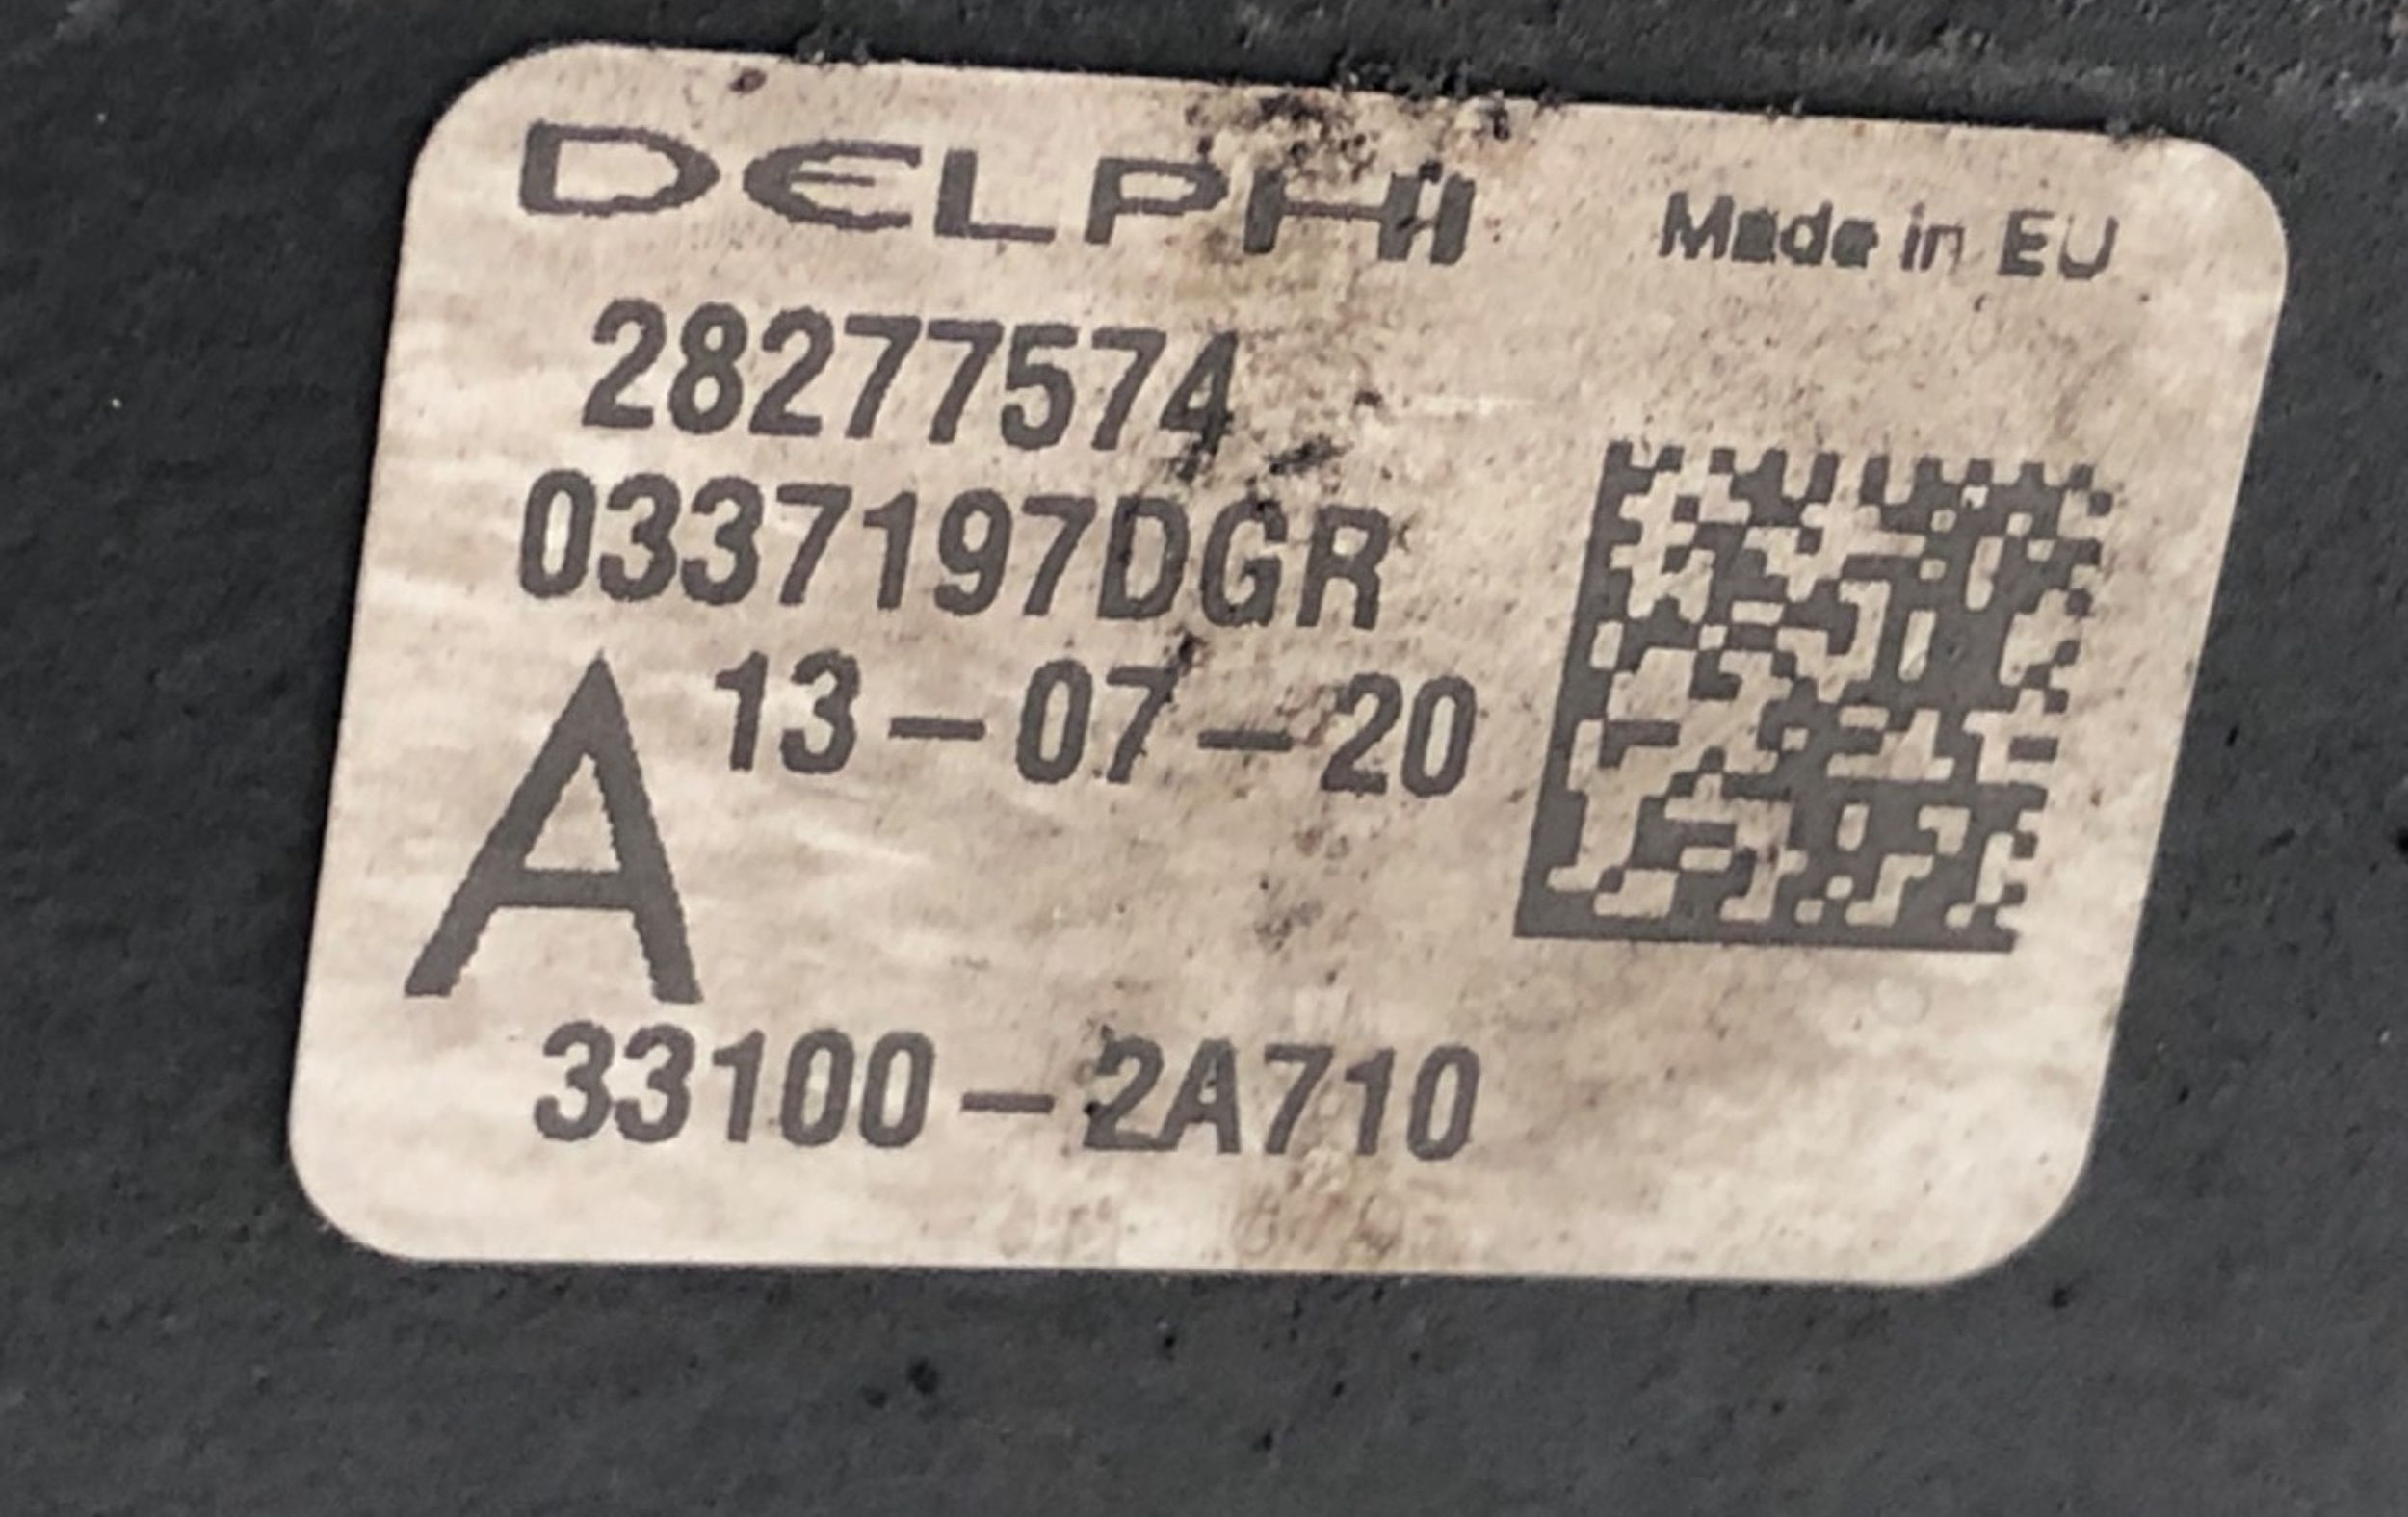 DELPHI Made in EU
28277574
0337197DGR
A 13-07-20
33100-2A710